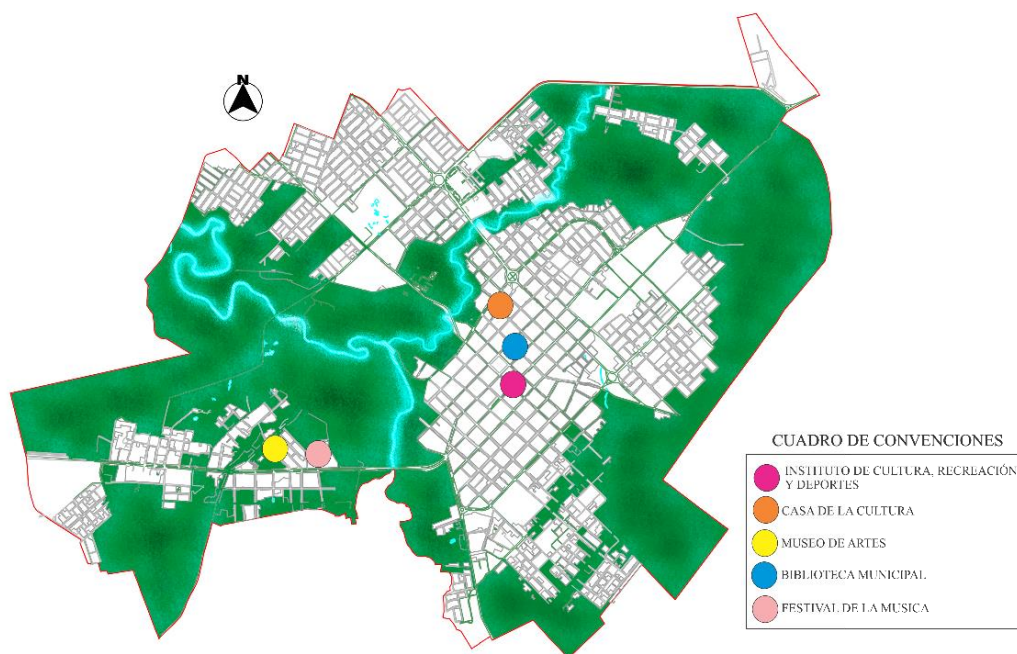 N
CUADRO DE CONVENCIONES
INSTITUTO DE CULTURA, RECREACIÓN
Y DEPORTES
CASA DE LA CULTURA
MUSEO DE ARTES
BIBLIOTECA MUNICIPAL
FESTIVAL DE LA MUSICA